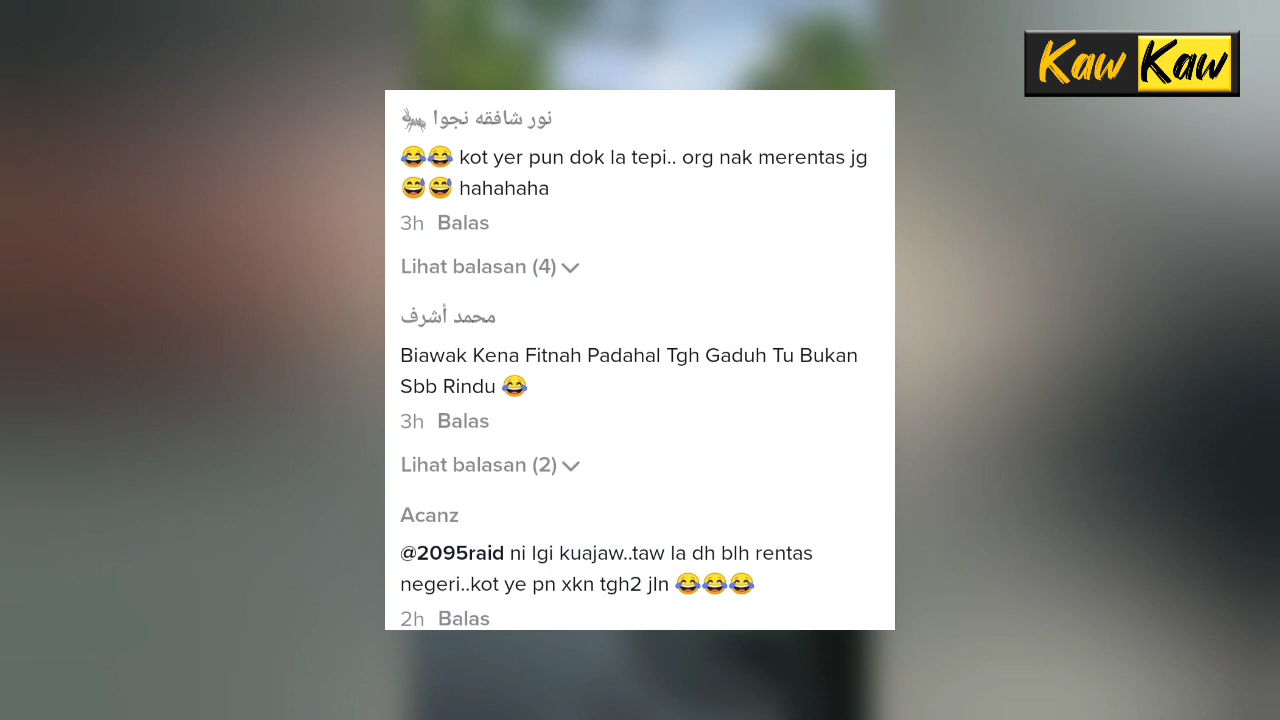 Kaw Kaw
نور شافقه نجوا 🐜
😂😂 kot yer pun dok la tepi.. org nak merentas jg
😅😅 hahahaha
3h Balas
Lihat balasan (4)
محمد أشرف
Biawak Kena Fitnah Padahal Tgh Gaduh Tu Bukan
Sbb Rindu 😂
3h Balas
Lihat balasan (2)
Acanz
@2095raid ni lgi kuajaw..taw la dh blh rentas
negeri..kot ye pn xkn tgh2 jln 😂😂😂
2h Balas